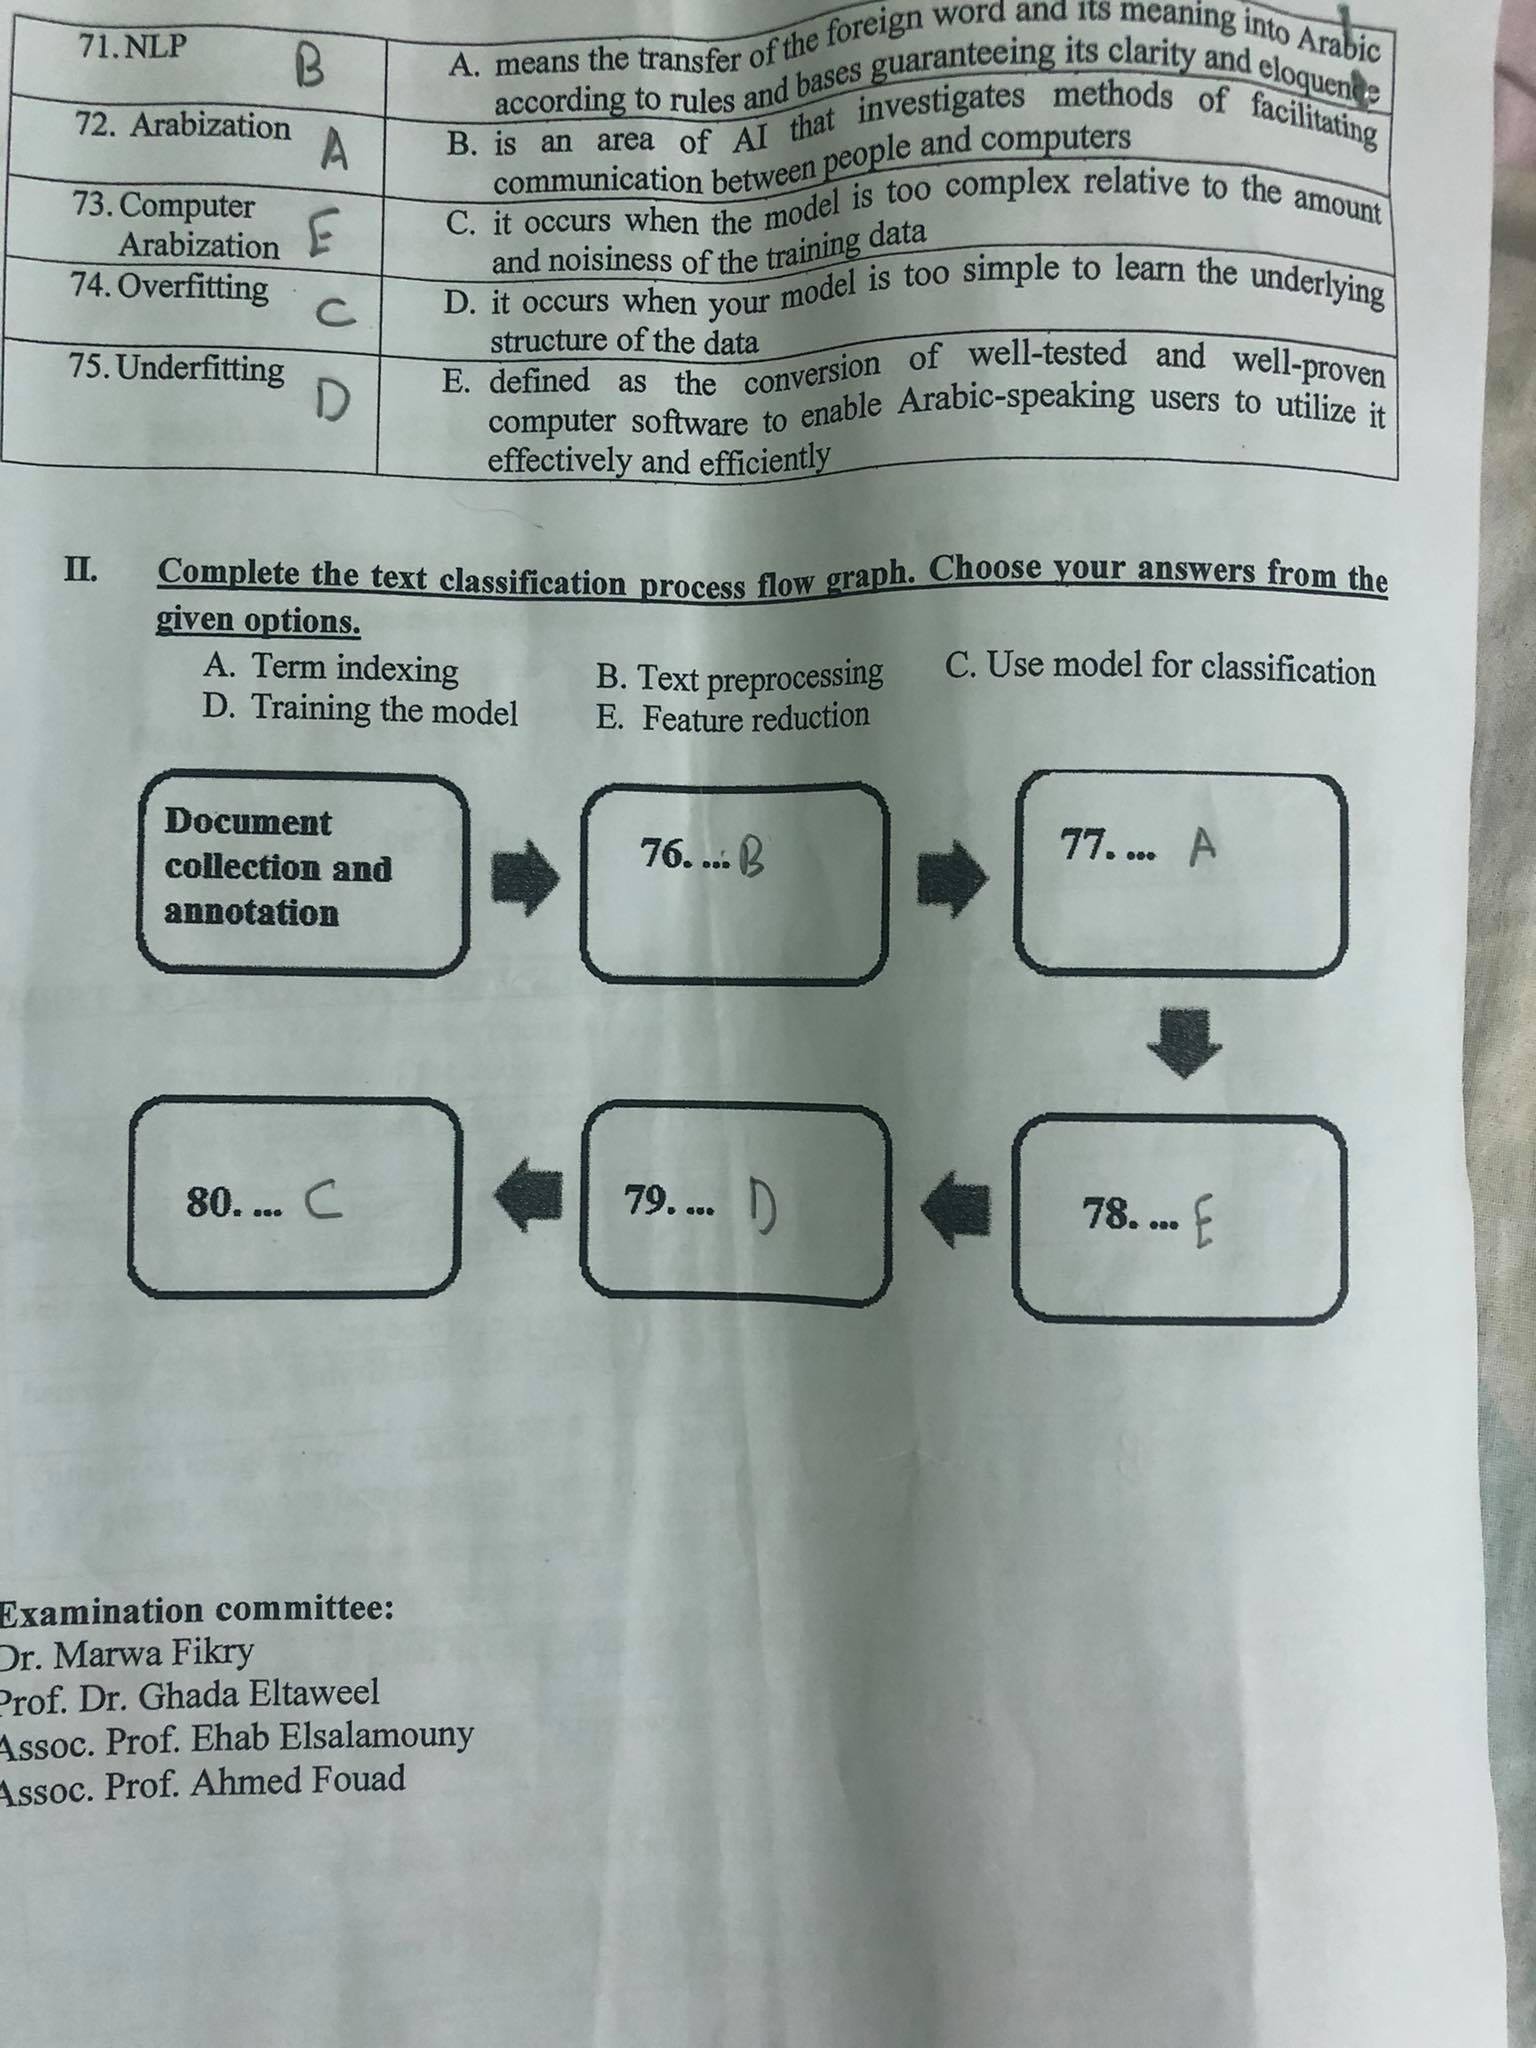 71. NLP B
A. means the transfer of the foreign word and its meaning into Arabic
according to rules and bases guaranteeing its clarity and eloquence
72. Arabization A
B. is an area of AI that investigates methods of facilitating
communication between people and computers
73. Computer
Arabization E
C. it occurs when the model is too complex relative to the amount
and noisiness of the training data
74. Overfitting C
D. it occurs when your model is too simple to learn the underlying
structure of the data
75. Underfitting D
E. defined as the conversion of well-tested and well-proven
computer software to enable Arabic-speaking users to utilize it
effectively and efficiently
II. Complete the text classification process flow graph. Choose your answers from the
given options.
A. Term indexing B. Text preprocessing C. Use model for classification
D. Training the model E. Feature reduction
Document
collection and
annotation
76. ... B
77. ... A
78. ... E
79. ... D
80. ... C
Examination committee:
Dr. Marwa Fikry
Prof. Dr. Ghada Eltaweel
Assoc. Prof. Ehab Elsalamouny
Assoc. Prof. Ahmed Fouad